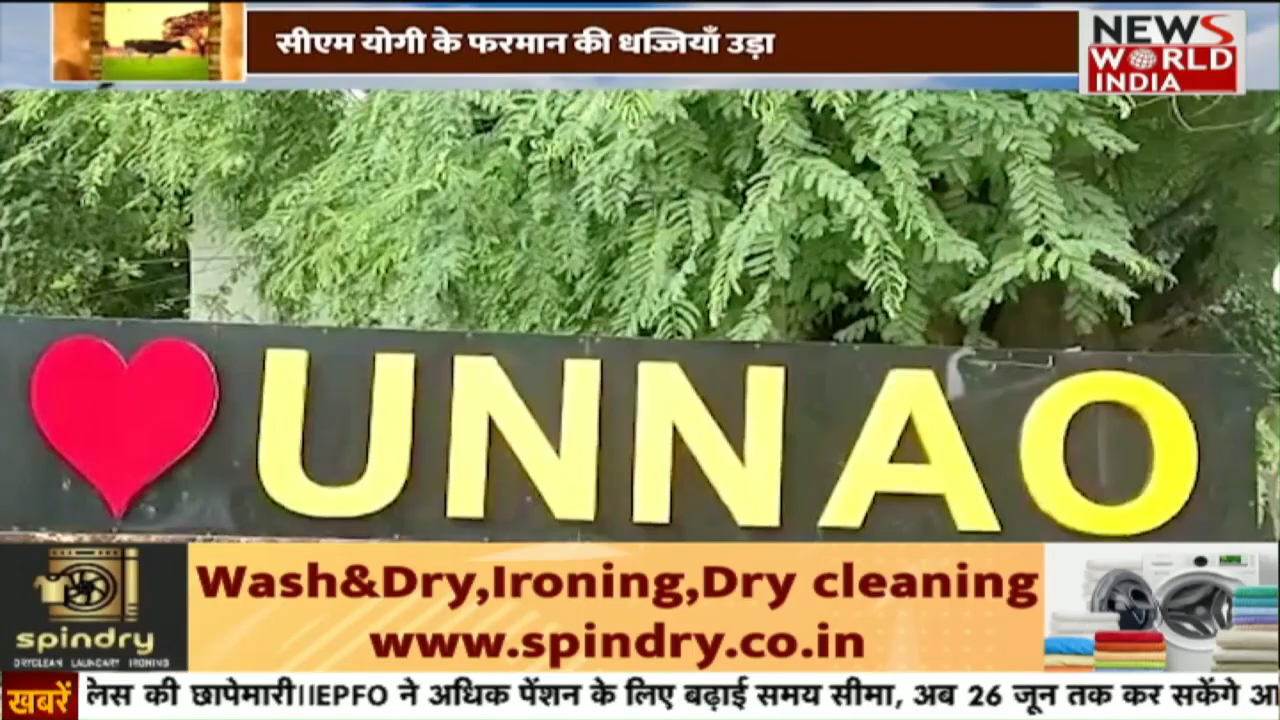 सीएम योगी के फरमान की धज्जियाँ उड़ा
NEWS
WORLD
INDIA
UNNAO
spindry
DRYCLEAN LAUNDARY IRONING
Wash&Dry,Ironing,Dry cleaning
www.spindry.co.in
खबरें
लिस की छापेमारी||EPFO ने अधिक पेंशन के लिए बढ़ाई समय सीमा, अब 26 जून तक कर सकेंगे आ